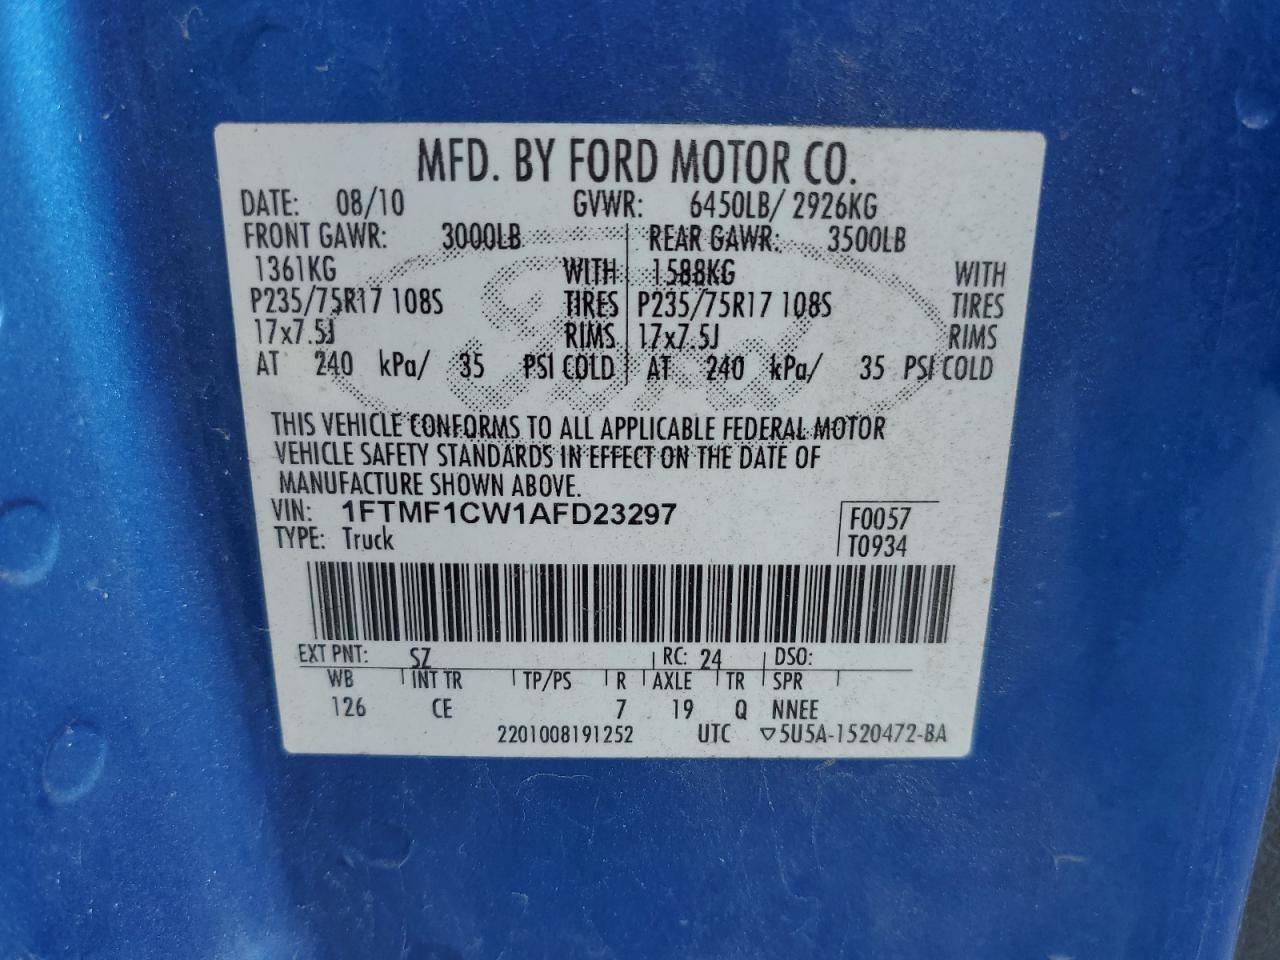 MFD. BY FORD MOTOR CO.
DATE: 08/10 GVWR: 6450LB/ 2926KG
FRONT GAWR: 3000LB REAR GAWR: 3500LB
1361KG WITH 1588KG WITH
P235/75R17 108S TIRES P235/75R17 108S TIRES
17x7.5J RIMS 17x7.5J RIMS
AT 240 kPa/ 35 PSI COLD AT 240 kPa/ 35 PSI COLD
Ford
THIS VEHICLE CONFORMS TO ALL APPLICABLE FEDERAL MOTOR
VEHICLE SAFETY STANDARDS IN EFFECT ON THE DATE OF
MANUFACTURE SHOWN ABOVE.
VIN: 1FTMF1CW1AFD23297 F0057
TYPE: Truck T0934
EXT PNT: SZ RC: 24 DSO:
WB INT TR TP/PS R AXLE TR SPR
126 CE 7 19 Q NNEE
2201008191252 UTC ▽5U5A-1520472-BA